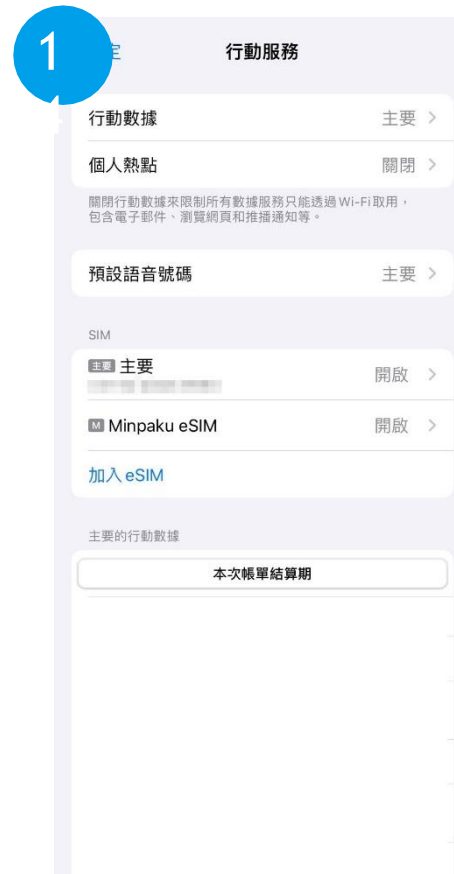 1
定
行動服務
行動數據 主要
個人熱點 關閉
關閉行動數據來限制所有數據服務只能透過 Wi-Fi 取用，
包含電子郵件、瀏覽網頁和推播通知等。
預設語音號碼 主要
SIM
主要 主要
開啟
M Minpaku eSIM 開啟
加入 eSIM
主要的行動數據
本次帳單結算期